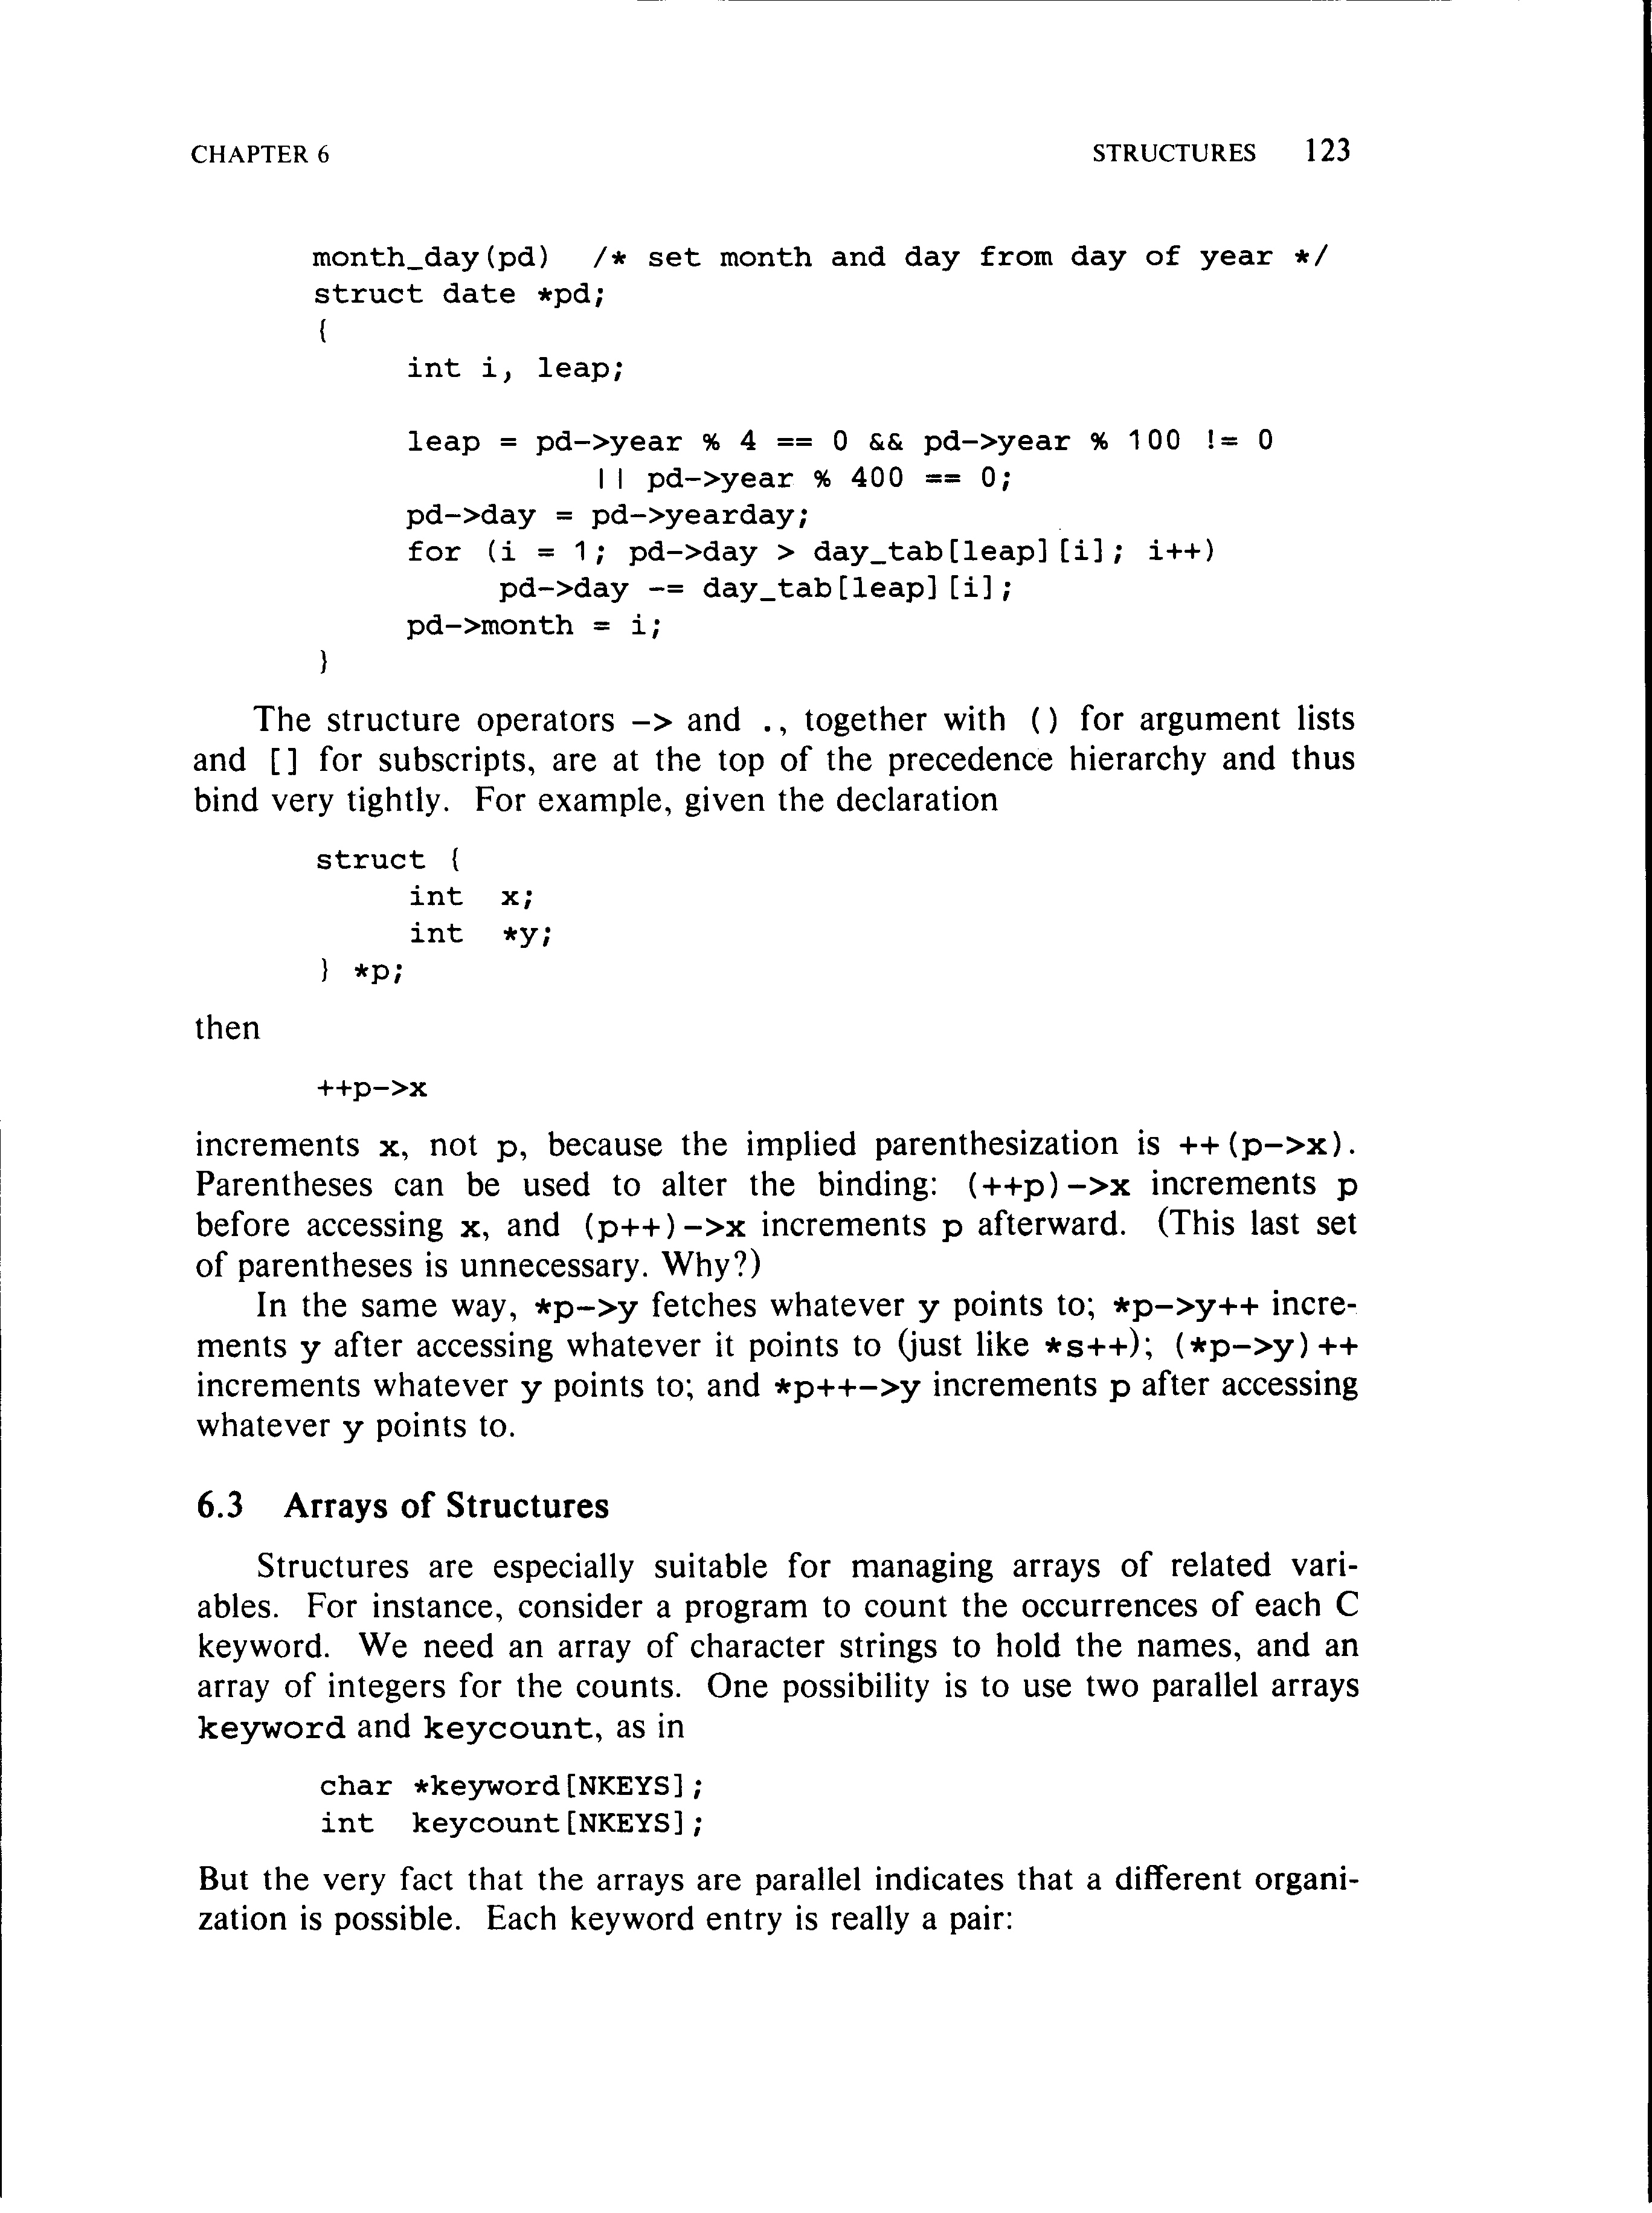 CHAPTER 6 STRUCTURES 123
month_day(pd) /* set month and day from day of year */
struct date *pd;
{
int i, leap;
leap = pd->year % 4 == 0 && pd->year % 100 != 0
|| pd->year % 400 == 0;
pd->day = pd->yearday;
for (i = 1; pd->day > day_tab[leap][i]; i++)
pd->day -= day_tab[leap][i];
pd->month = i;
}
The structure operators -> and ., together with () for argument lists
and [] for subscripts, are at the top of the precedence hierarchy and thus
bind very tightly. For example, given the declaration
struct {
int x;
int *y;
} *p;
then
++p->x
increments x, not p, because the implied parenthesization is ++(p->x).
Parentheses can be used to alter the binding: (++p)->x increments p
before accessing x, and (p++)->x increments p afterward. (This last set
of parentheses is unnecessary. Why?)
In the same way, *p->y fetches whatever y points to; *p->y++ incre-
ments y after accessing whatever it points to (just like *s++); (*p->y)++
increments whatever y points to; and *p++->y increments p after accessing
whatever y points to.
6.3 Arrays of Structures
Structures are especially suitable for managing arrays of related vari-
ables. For instance, consider a program to count the occurrences of each C
keyword. We need an array of character strings to hold the names, and an
array of integers for the counts. One possibility is to use two parallel arrays
keyword and keycount, as in
char *keyword[NKEYS];
int keycount[NKEYS];
But the very fact that the arrays are parallel indicates that a different organi-
zation is possible. Each keyword entry is really a pair: